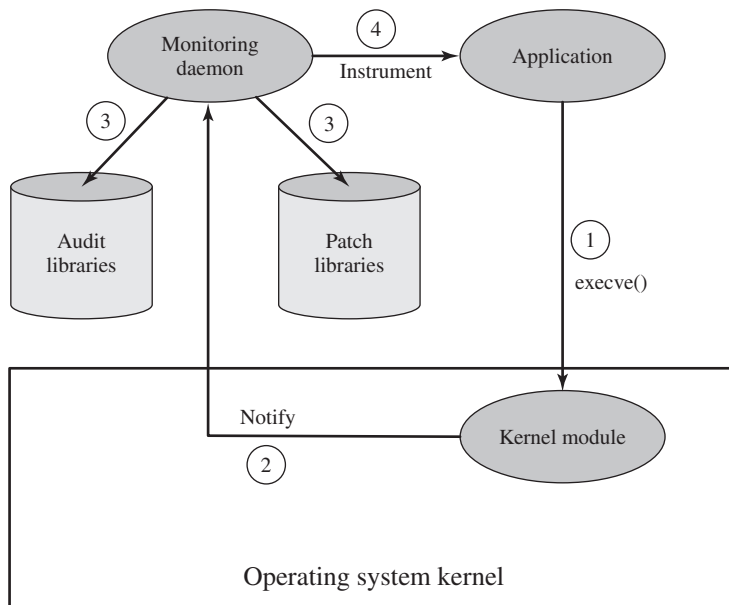 Monitoring
daemon
4
Instrument
Application
3
3
Audit
libraries
Patch
libraries
1
execve()
Notify
2
Kernel module
Operating system kernel